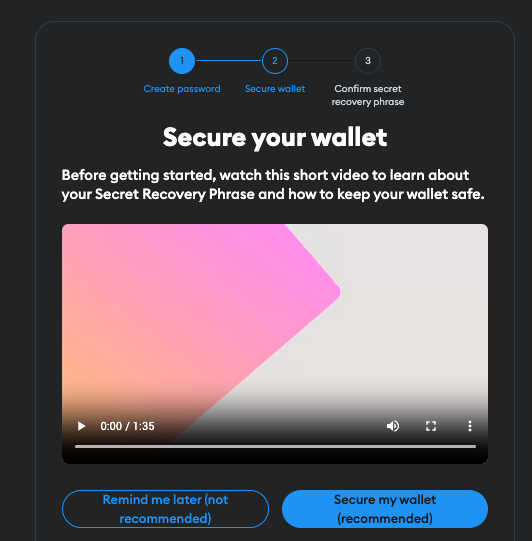 1
2
3
Create password
Secure wallet
Confirm secret
recovery phrase
Secure your wallet
Before getting started, watch this short video to learn about
your Secret Recovery Phrase and how to keep your wallet safe.
0:00 / 1:35
Remind me later (not
recommended)
Secure my wallet
(recommended)